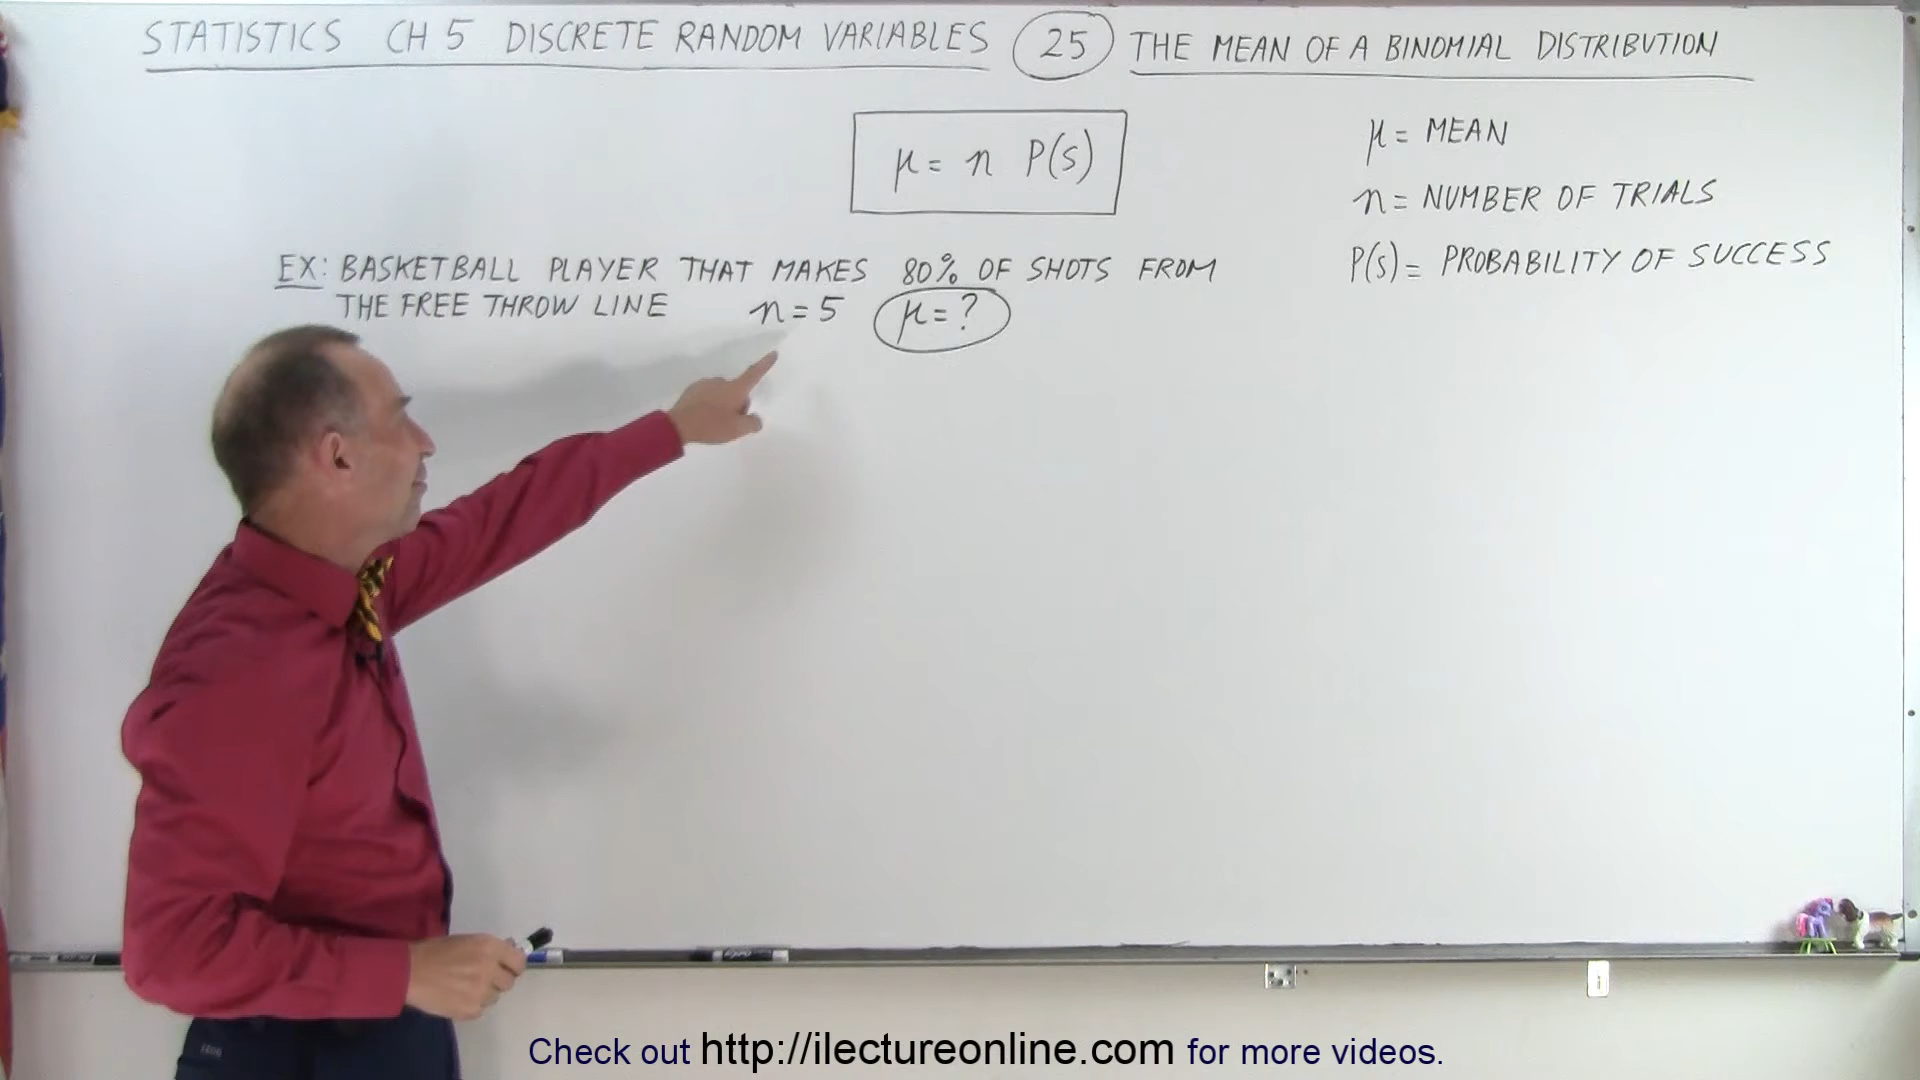 STATISTICS CH 5 DISCRETE RANDOM VARIABLES 25 THE MEAN OF A BINOMIAL DISTRIBUTION
μ = n P(s)
μ = MEAN
n = NUMBER OF TRIALS
P(s) = PROBABILITY OF SUCCESS
EX: BASKETBALL PLAYER THAT MAKES 80% OF SHOTS FROM
THE FREE THROW LINE n = 5 μ = ?
Check out http://ilectureonline.com for more videos.